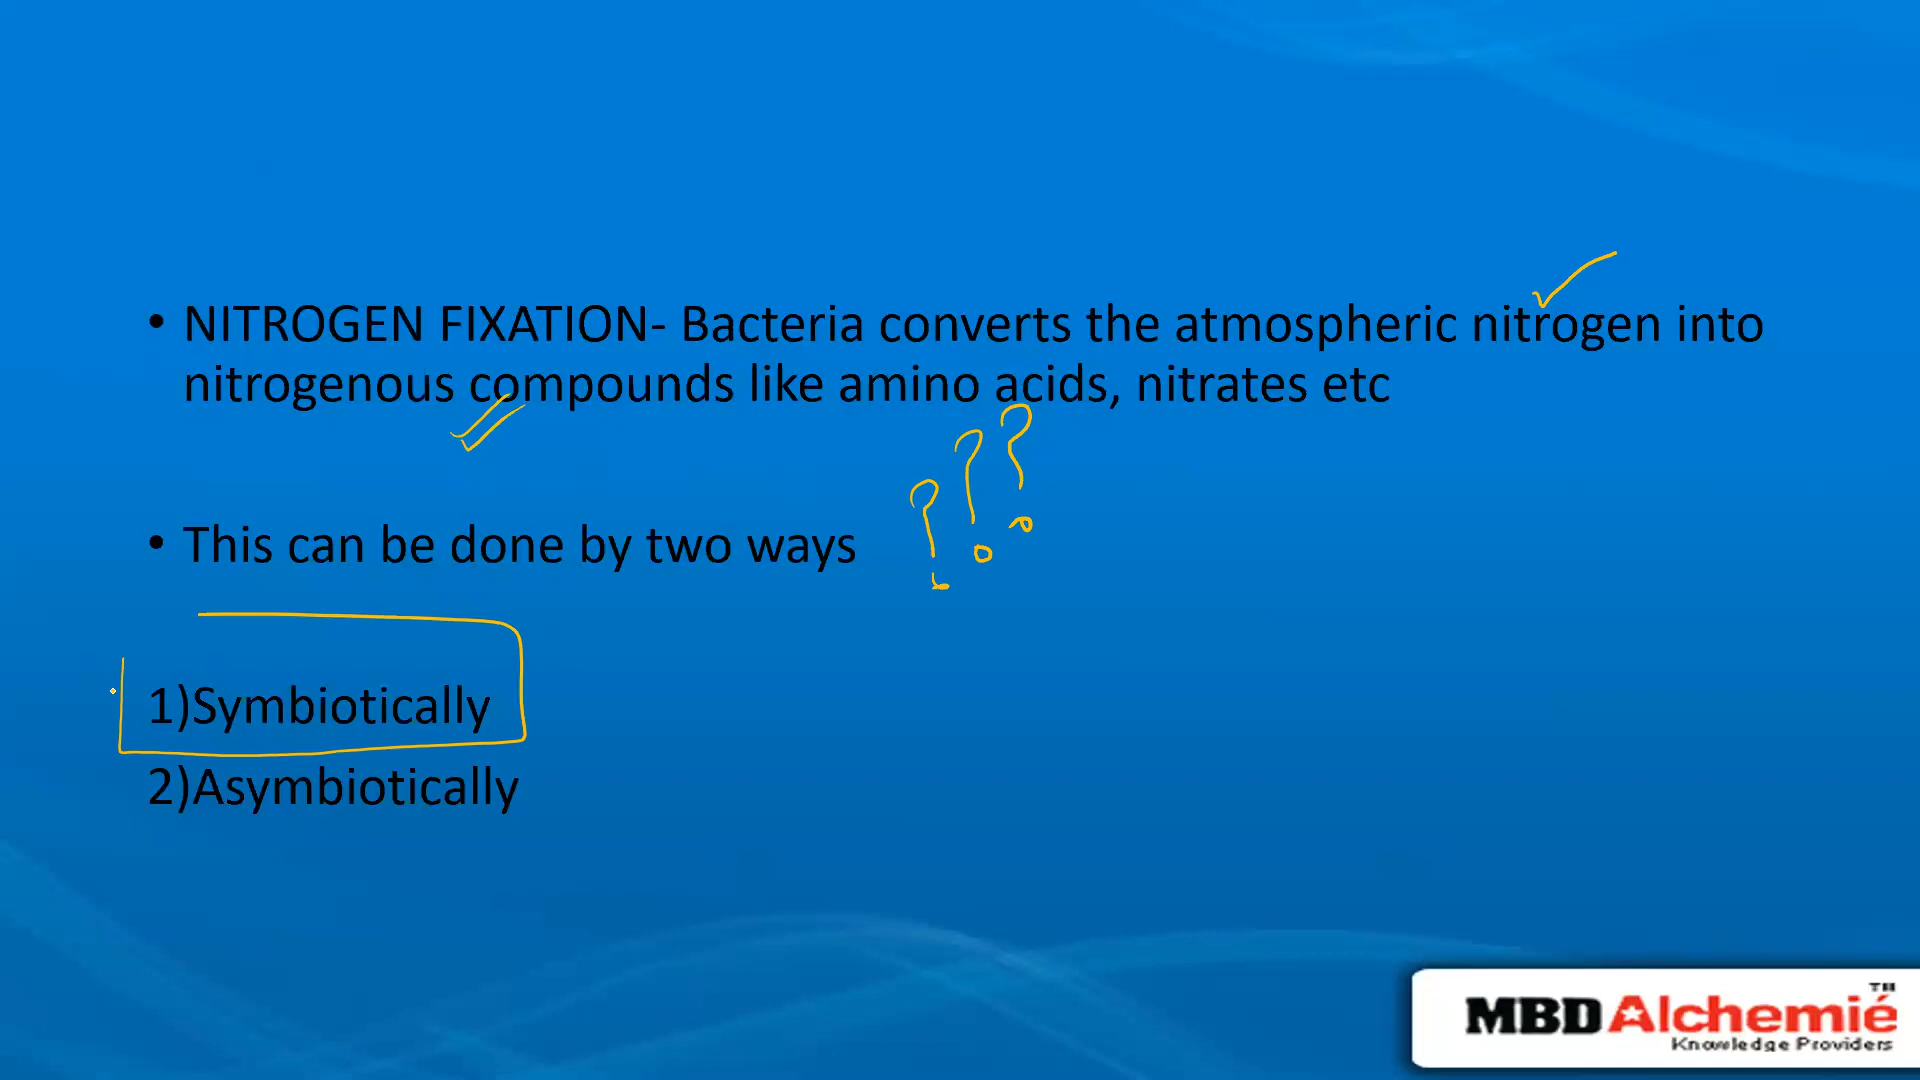 • NITROGEN FIXATION- Bacteria converts the atmospheric nitrogen into
nitrogenous compounds like amino acids, nitrates etc
???
• This can be done by two ways
1)Symbiotically
2)Asymbiotically
MBD Alchemié TM
Knowledge Providers